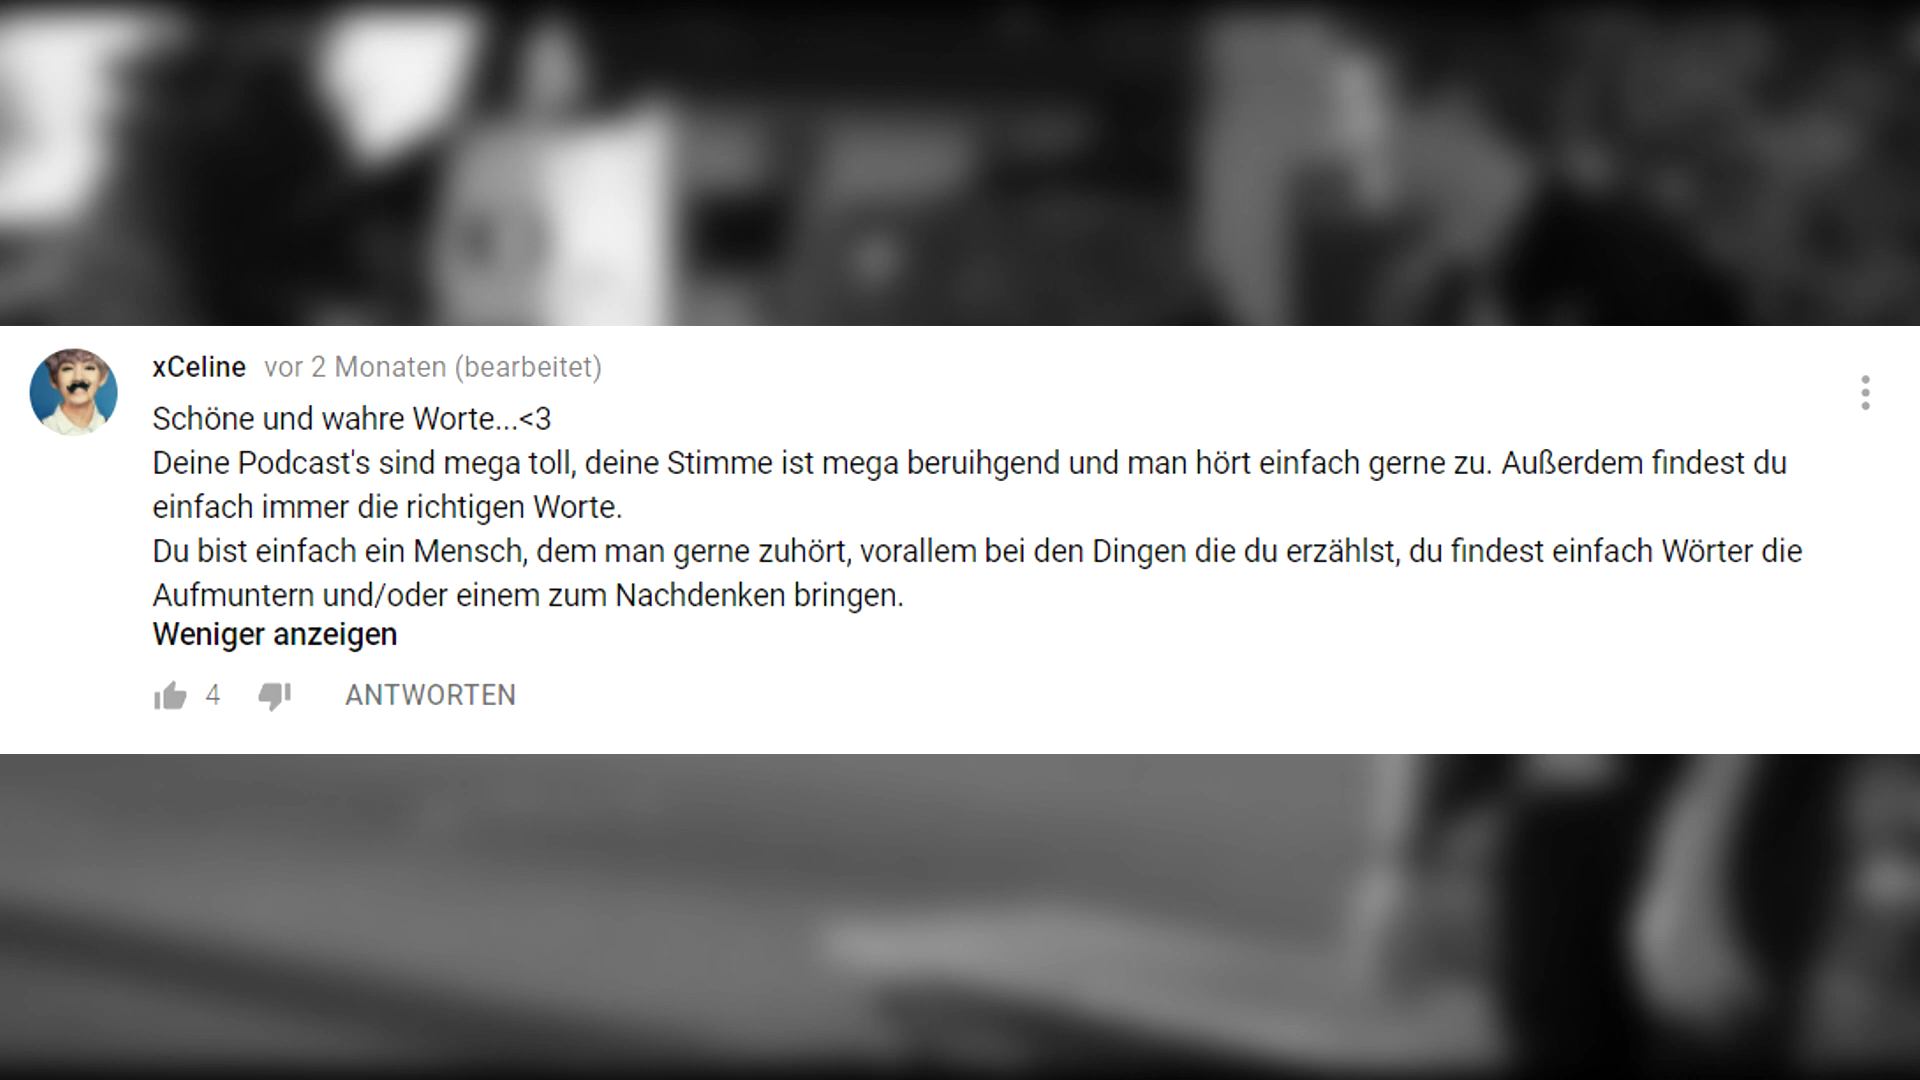 xCeline vor 2 Monaten (bearbeitet)
Schöne und wahre Worte...<3
Deine Podcast's sind mega toll, deine Stimme ist mega beruihgend und man hört einfach gerne zu. Außerdem findest du
einfach immer die richtigen Worte.
Du bist einfach ein Mensch, dem man gerne zuhört, vorallem bei den Dingen die du erzählst, du findest einfach Wörter die
Aufmuntern und/oder einem zum Nachdenken bringen.
Weniger anzeigen
4 ANTWORTEN